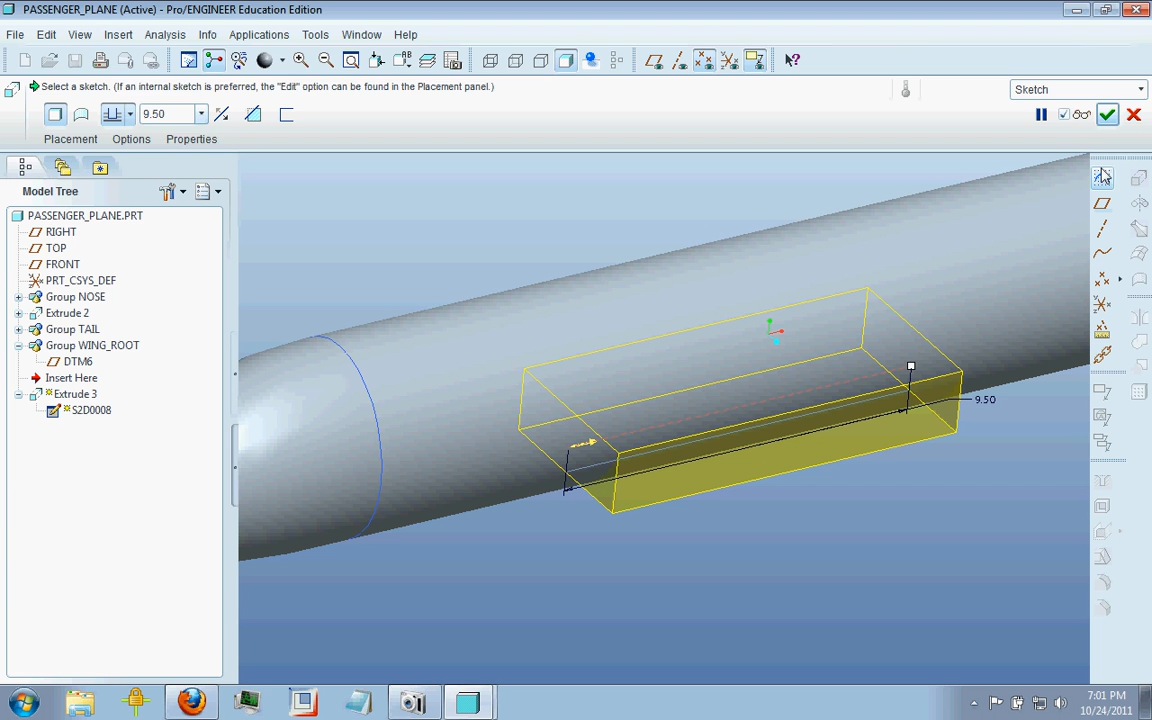 PASSENGER_PLANE (Active) - Pro/ENGINEER Education Edition
File Edit View Insert Analysis Info Applications Tools Window Help
Select a sketch. (If an internal sketch is preferred, the "Edit" option can be found in the Placement panel.)
Sketch
9.50
Placement Options Properties
Model Tree
PASSENGER_PLANE.PRT
RIGHT
TOP
FRONT
PRT_CSYS_DEF
Group NOSE
Extrude 2
Group TAIL
Group WING_ROOT
DTM6
Insert Here
Extrude 3
S2D0008
9.50
7:01 PM
10/24/2011